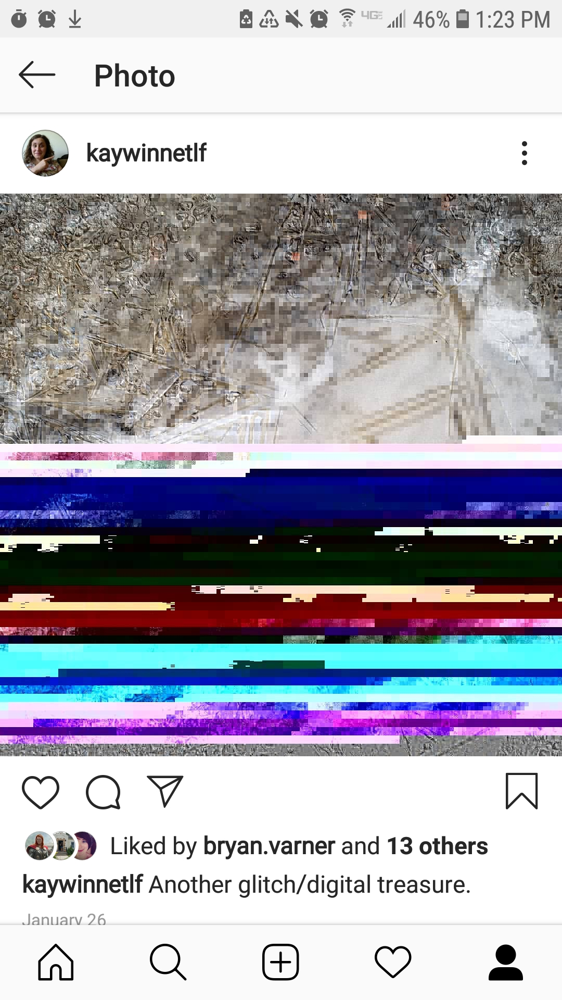 4GE 46% 1:23 PM
Photo
kaywinnetlf
Liked by bryan.varner and 13 others
kaywinnetlf Another glitch/digital treasure.
January 26